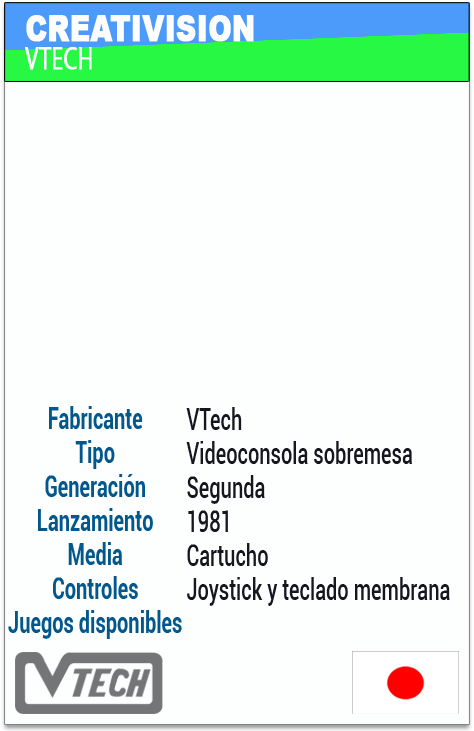 CREATIVISION
VTECH
Fabricante VTech
Tipo Videoconsola sobremesa
Generación Segunda
Lanzamiento 1981
Media Cartucho
Controles Joystick y teclado membrana
Juegos disponibles
VTECH